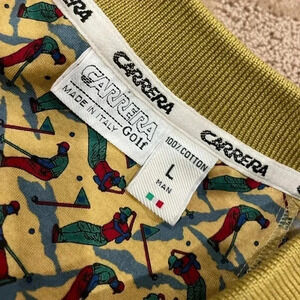 CARRERA
CARRERA
CARRERA
Golf
MADE IN ITALY
100% COTTON
L
MAN
CARRERA